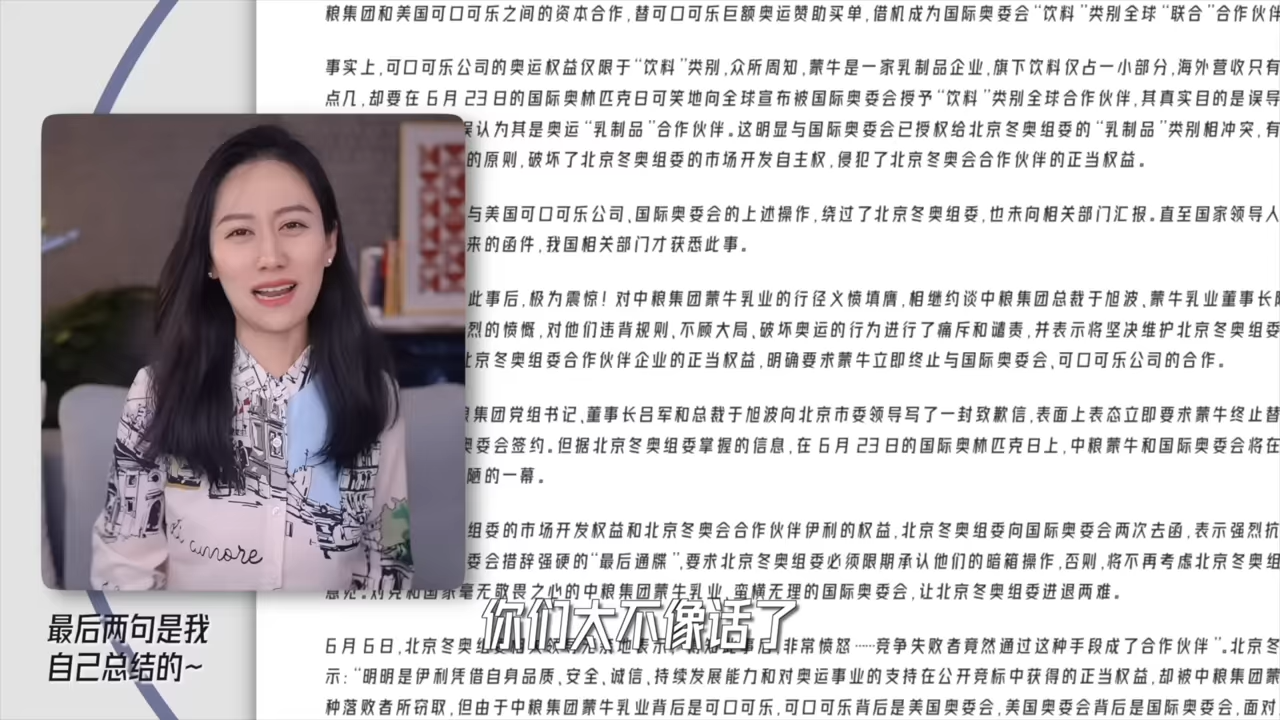 粮集团和美国可口可乐之间的资本合作,替可口可乐巨额奥运赞助买单,借机成为国际奥委会“饮料”类别全球“联合”合作伙伴
事实上,可口可乐公司的奥运权益仅限于“饮料”类别,众所周知,蒙牛是一家乳制品企业,旗下饮料仅占一小部分,海外营收只有
点几,却要在 6 月 23 日的国际奥林匹克日可笑地向全球宣布被国际奥委会授予“饮料”类别全球合作伙伴,其真实目的是误导
误认为其是奥运“乳制品”合作伙伴。这明显与国际奥委会已授权给北京冬奥组委的“乳制品”类别相冲突,有
的原则,破坏了北京冬奥组委的市场开发自主权,侵犯了北京冬奥会合作伙伴的正当权益。
与美国可口可乐公司、国际奥委会的上述操作,绕过了北京冬奥组委,也未向相关部门汇报。直至国家领导人
来的函件,我国相关部门才获悉此事。
此事后,极为震惊!对中粮集团蒙牛乳业的行径义愤填膺,相继约谈中粮集团总裁于旭波、蒙牛乳业董事长
烈的愤慨,对他们违背规则、不顾大局、破坏奥运的行为进行了痛斥和谴责,并表示将坚决维护北京冬奥组委
北京冬奥组委合作伙伴企业的正当权益,明确要求蒙牛立即终止与国际奥委会、可口可乐公司的合作。
粮集团党组书记、董事长吕军和总裁于旭波向北京市委领导写了一封致歉信,表面上表态立即要求蒙牛终止替
奥委会签约。但据北京冬奥组委掌握的信息,在 6 月 23 日的国际奥林匹克日上,中粮蒙牛和国际奥委会将在
陋的一幕。
组委的市场开发权益和北京冬奥会合作伙伴伊利的权益,北京冬奥组委向国际奥委会两次去函,表示强烈抗
委会措辞强硬的“最后通牒”,要求北京冬奥组委必须限期承认他们的暗箱操作,否则,将不再考虑北京冬奥组
意见。对党和国家毫无敬畏之心的中粮集团蒙牛乳业,蛮横无理的国际奥委会,让北京冬奥组委进退两难。
你们太不像话了
最后两句是我
自己总结的~
6 月 6 日,北京冬奥组委相关领导 非常愤怒……竞争失败者竟然通过这种手段成了合作伙伴”。北京冬
示:“明明是伊利凭借自身品质、安全、诚信、持续发展能力和对奥运事业的支持在公开竞标中获得的正当权益,却被中粮集团蒙
种落败者所窃取,但由于中粮集团蒙牛乳业背后是可口可乐,可口可乐背后是美国奥委会,美国奥委会背后是国际奥委会,面对
et amore